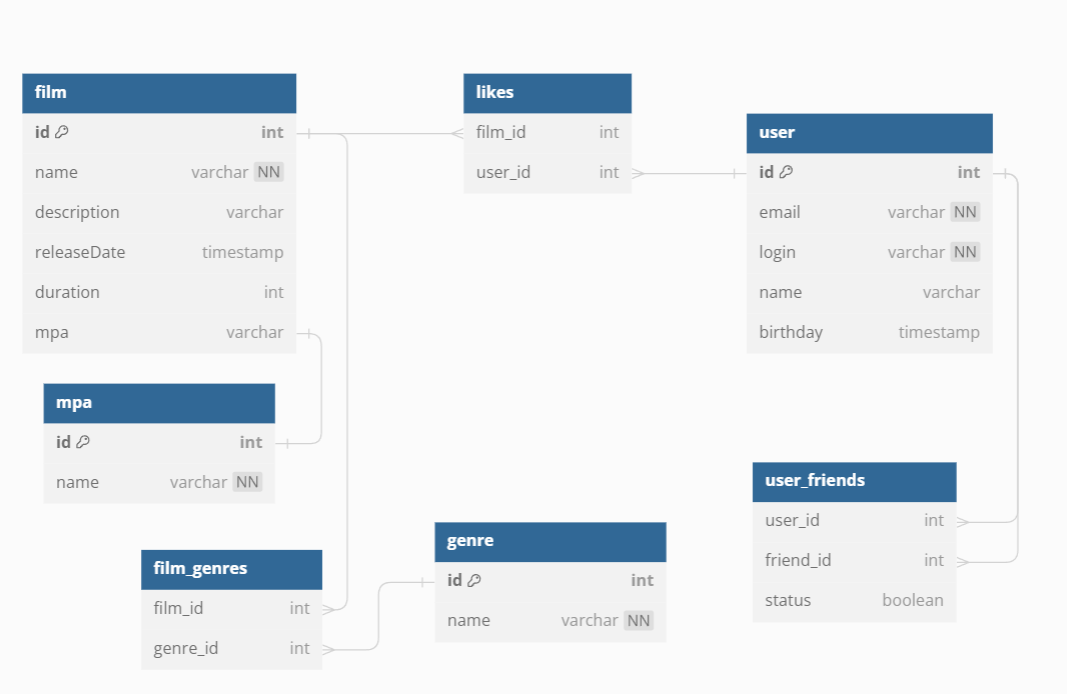 film
id int
name varchar NN
description varchar
releaseDate timestamp
duration int
mpa varchar
likes
film_id int
user_id int
user
id int
email varchar NN
login varchar NN
name varchar
birthday timestamp
mpa
id int
name varchar NN
film_genres
film_id int
genre_id int
genre
id int
name varchar NN
user_friends
user_id int
friend_id int
status boolean